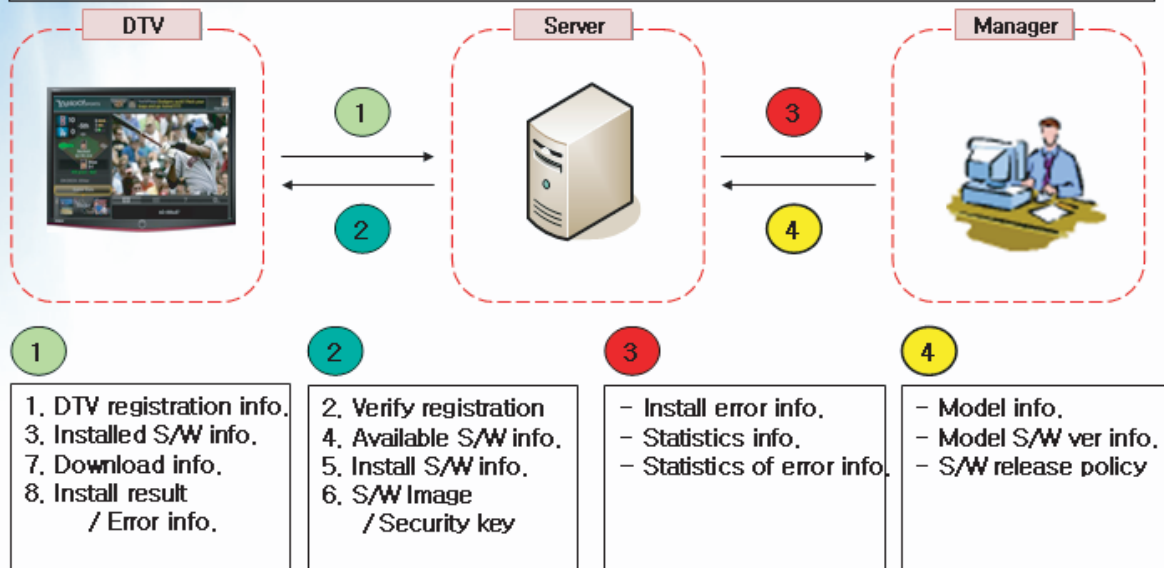 DTV
Server
Manager
YAHOO!
1
3
2
4
1
2
3
4
1. DTV registration info.
3. Installed S/W info.
7. Download info.
8. Install result
/ Error info.
2. Verify registration
4. Available S/W info.
5. Install S/W info.
6. S/W Image
/ Security key
- Install error info.
- Statistics info.
- Statistics of error info.
- Model info.
- Model S/W ver info.
- S/W release policy